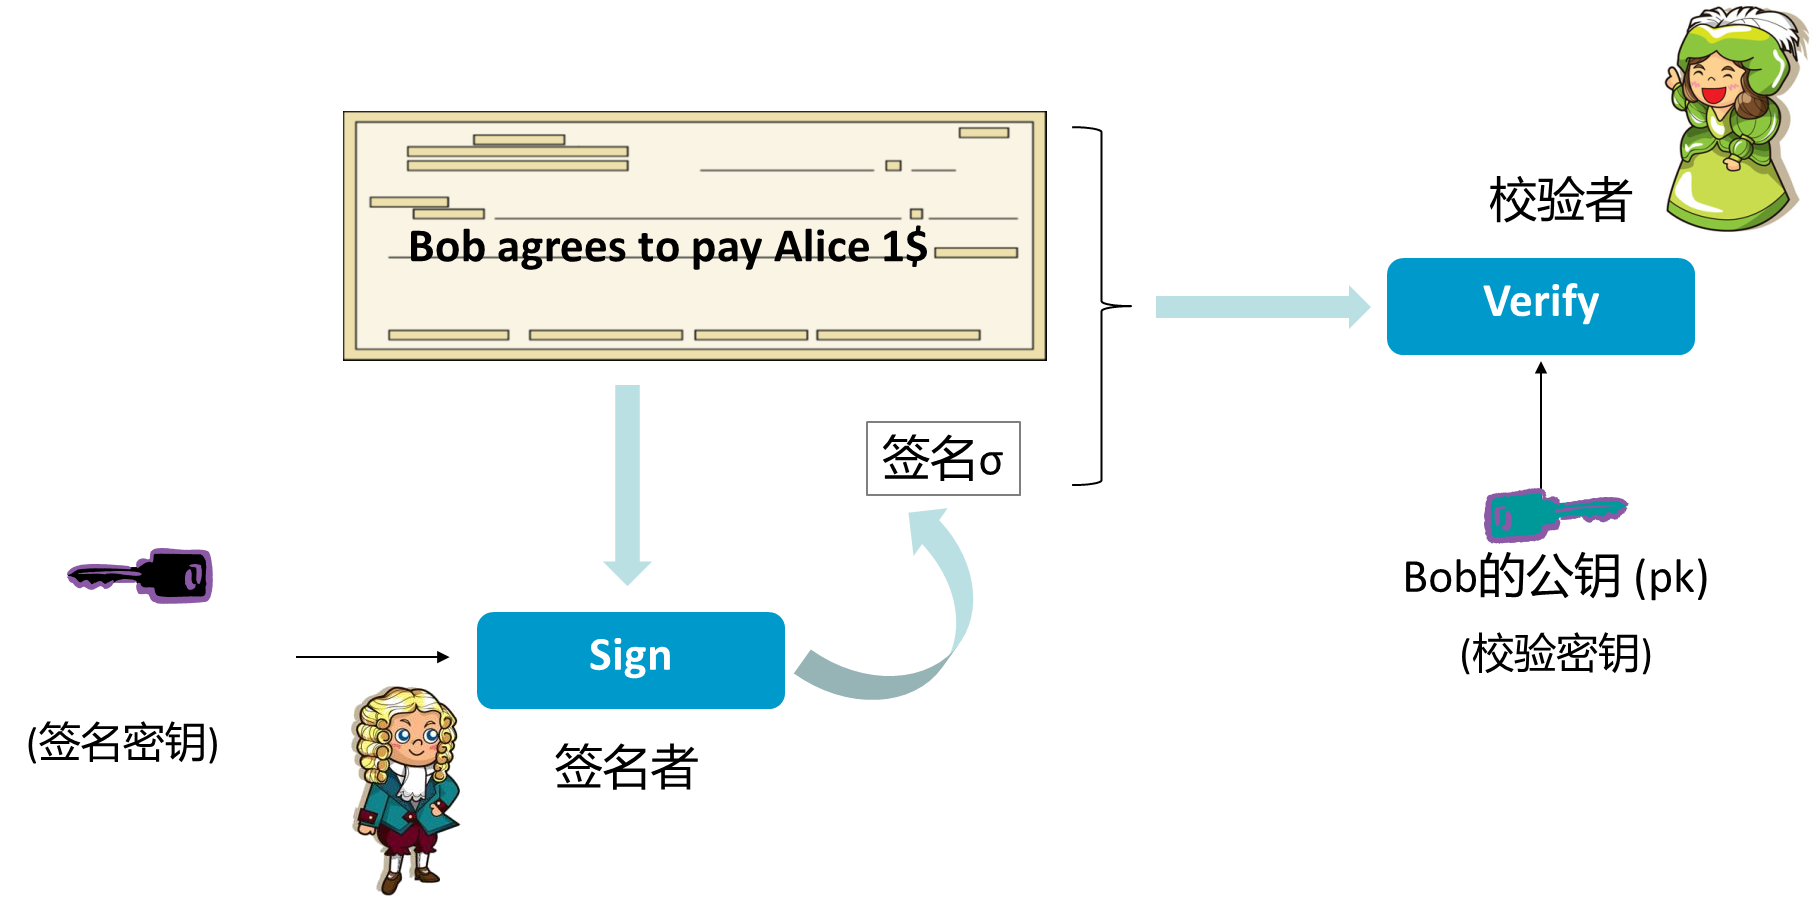 校验者
Bob agrees to pay Alice 1$
Verify
签名σ
Bob的公钥 (pk)
(校验密钥)
Sign
(签名密钥)
签名者